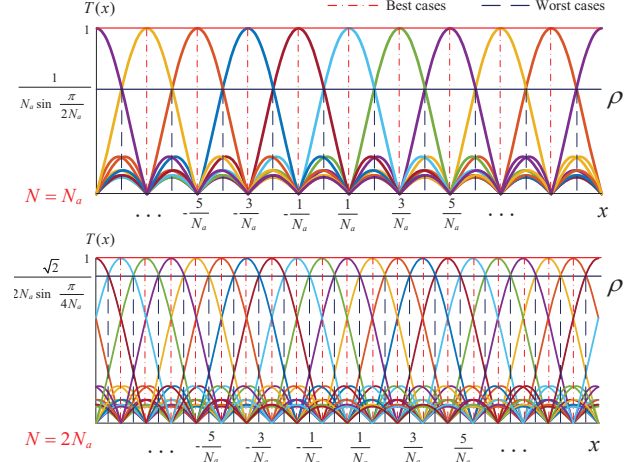 Best cases Worst cases
T(x)
1
1 / (N_a sin π/(2N_a))
ρ
N = N_a
... -5/N_a -3/N_a -1/N_a 1/N_a 3/N_a 5/N_a ... x
T(x)
1
√2 / (2N_a sin π/(4N_a))
ρ
N = 2N_a
... -5/N_a -3/N_a -1/N_a 1/N_a 3/N_a 5/N_a ... x